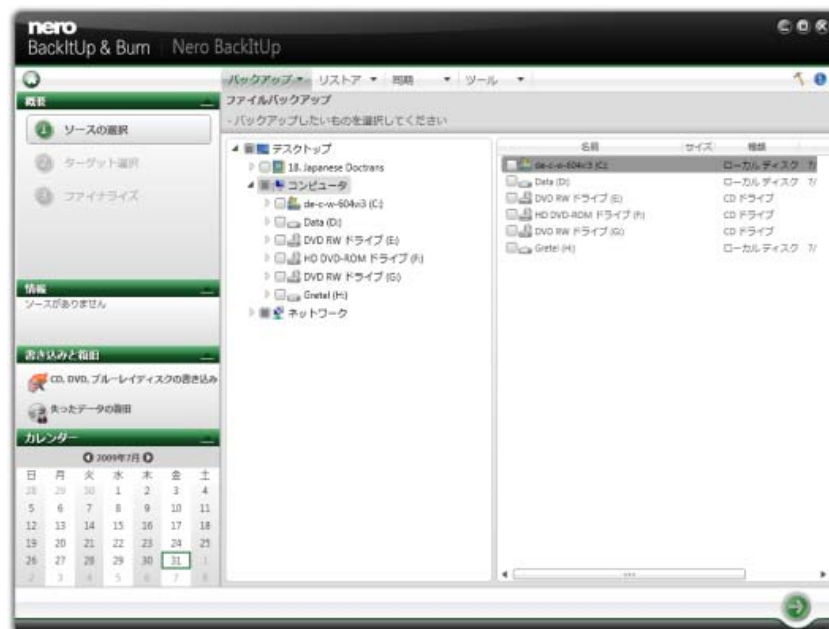 nero
BackItUp & Burn | Nero BackItUp
バックアップ リストア 同期 ツール
概要
ファイルバックアップ
- バックアップしたいものを選択してください
1 ソースの選択
2 ターゲット選択
3 ファイナライズ
情報
ソースがありません
書き込みと復旧
CD, DVD, ブルーレイディスクの書き込み
失ったデータの復旧
カレンダー
2009年7月
日 月 火 水 木 金 土
28 29 30 1 2 3 4
5 6 7 8 9 10 11
12 13 14 15 16 17 18
19 20 21 22 23 24 25
26 27 28 29 30 31 1
2 3 4 5 6 7 8
デスクトップ
18. Japanese Doctrans
コンピュータ
de-c-w-604w3 (C:)
Data (D:)
DVD RW ドライブ (E:)
HD DVD-ROM ドライブ (F:)
DVD RW ドライブ (G:)
Gretel (H:)
ネットワーク
名前 サイズ 種類
de-c-w-604w3 (C:) ローカル ディスク 7/
Data (D:) ローカル ディスク 7/
DVD RW ドライブ (E:) CD ドライブ
HD DVD-ROM ドライブ (F:) CD ドライブ
DVD RW ドライブ (G:) CD ドライブ
Gretel (H:) ローカル ディスク 7/